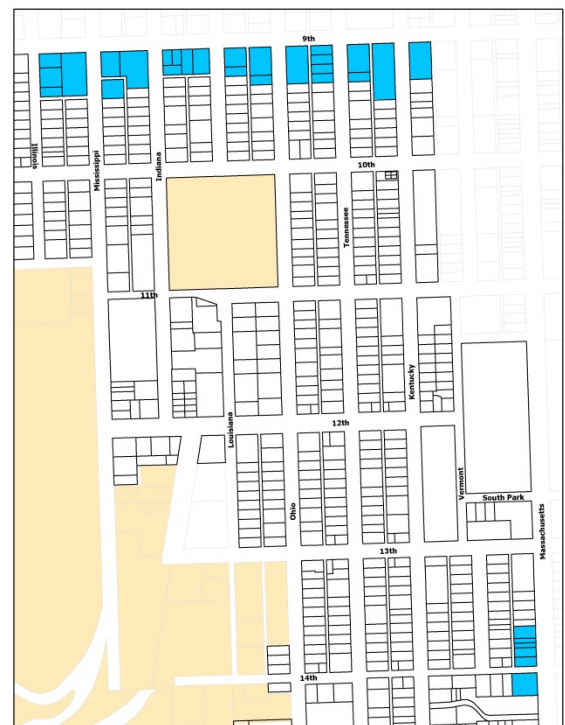 9th
Illinois
Mississippi
Indiana
10th
Tennessee
11th
Kentucky
Louisiana
12th
Ohio
Vermont
South Park
Massachusetts
13th
14th